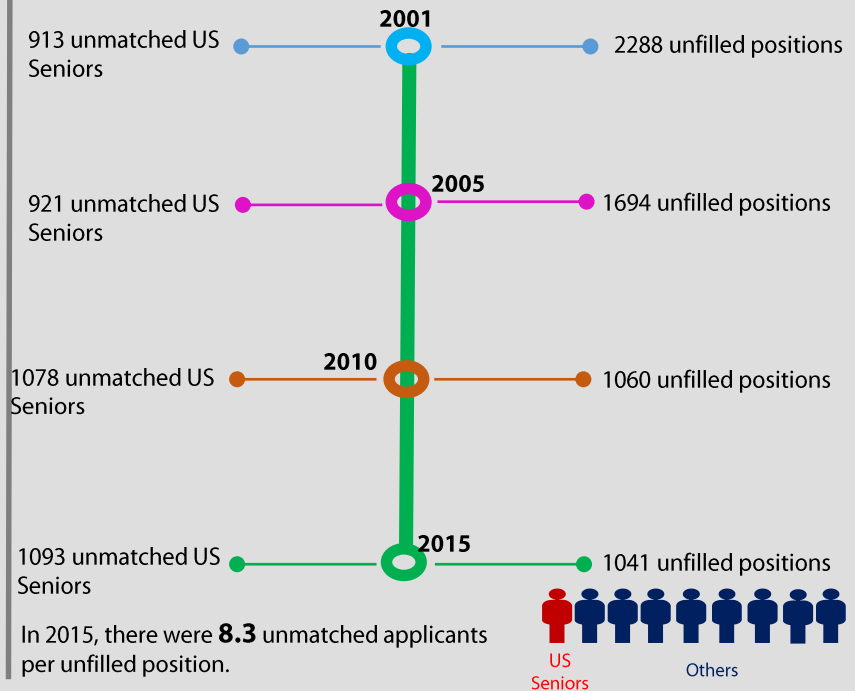 2001
913 unmatched US
Seniors
2288 unfilled positions
2005
921 unmatched US
Seniors
1694 unfilled positions
2010
1078 unmatched US
Seniors
1060 unfilled positions
2015
1093 unmatched US
Seniors
1041 unfilled positions
In 2015, there were 8.3 unmatched applicants
per unfilled position.
US
Seniors
Others